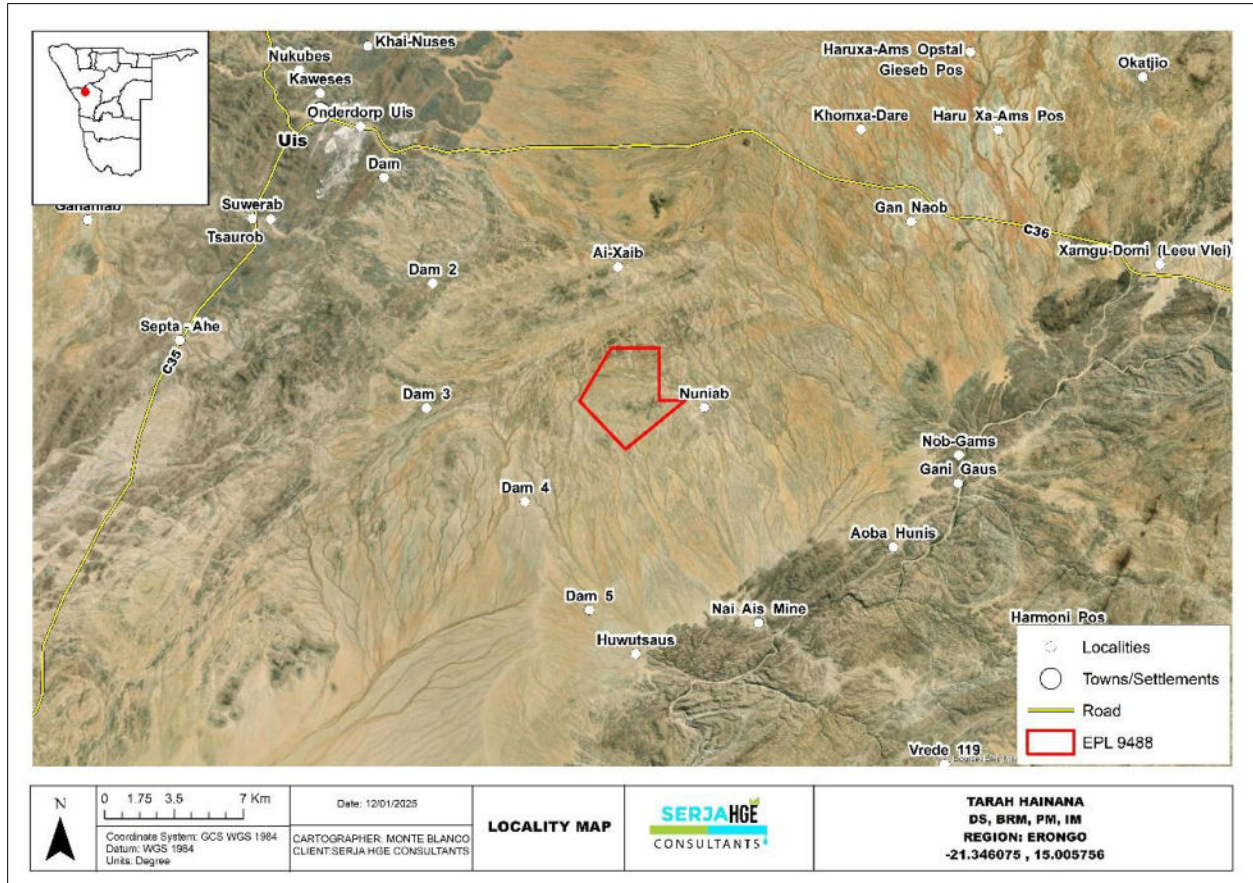 Khai-Nuses
Nukubes
Kaweses
Onderdorp Uis
Uis
Dam
Haruxa-Ams Opstal
Gieseb Pos
Okatjio
Khomxa-Dare
Haru Xa-Ams Pos
Suwerab
Tsaurob
Gan Naob
C36
Xamgu-Domi (Leeu Vlei)
Ai-Xaib
Dam 2
Septa - Ahe
C35
Dam 3
Nuniab
Nob-Gams
Gani Gaus
Dam 4
Aoba Hunis
Dam 5
Nai Ais Mine
Huwutsaus
Harmoni Pos
Vrede 119
Localities
Towns/Settlements
Road
EPL 9488
N
0 1.75 3.5 7 Km
Coordinate System: GCS WGS 1984
Datum: WGS 1984
Units: Degree
Date: 12/01/2025
CARTOGRAPHER: MONTE BLANCO
CLIENT:SERJA HGE CONSULTANTS
LOCALITY MAP
SERJAHGE
CONSULTANTS
TARAH HAINANA
DS, BRM, PM, IM
REGION: ERONGO
-21.346075 , 15.005756